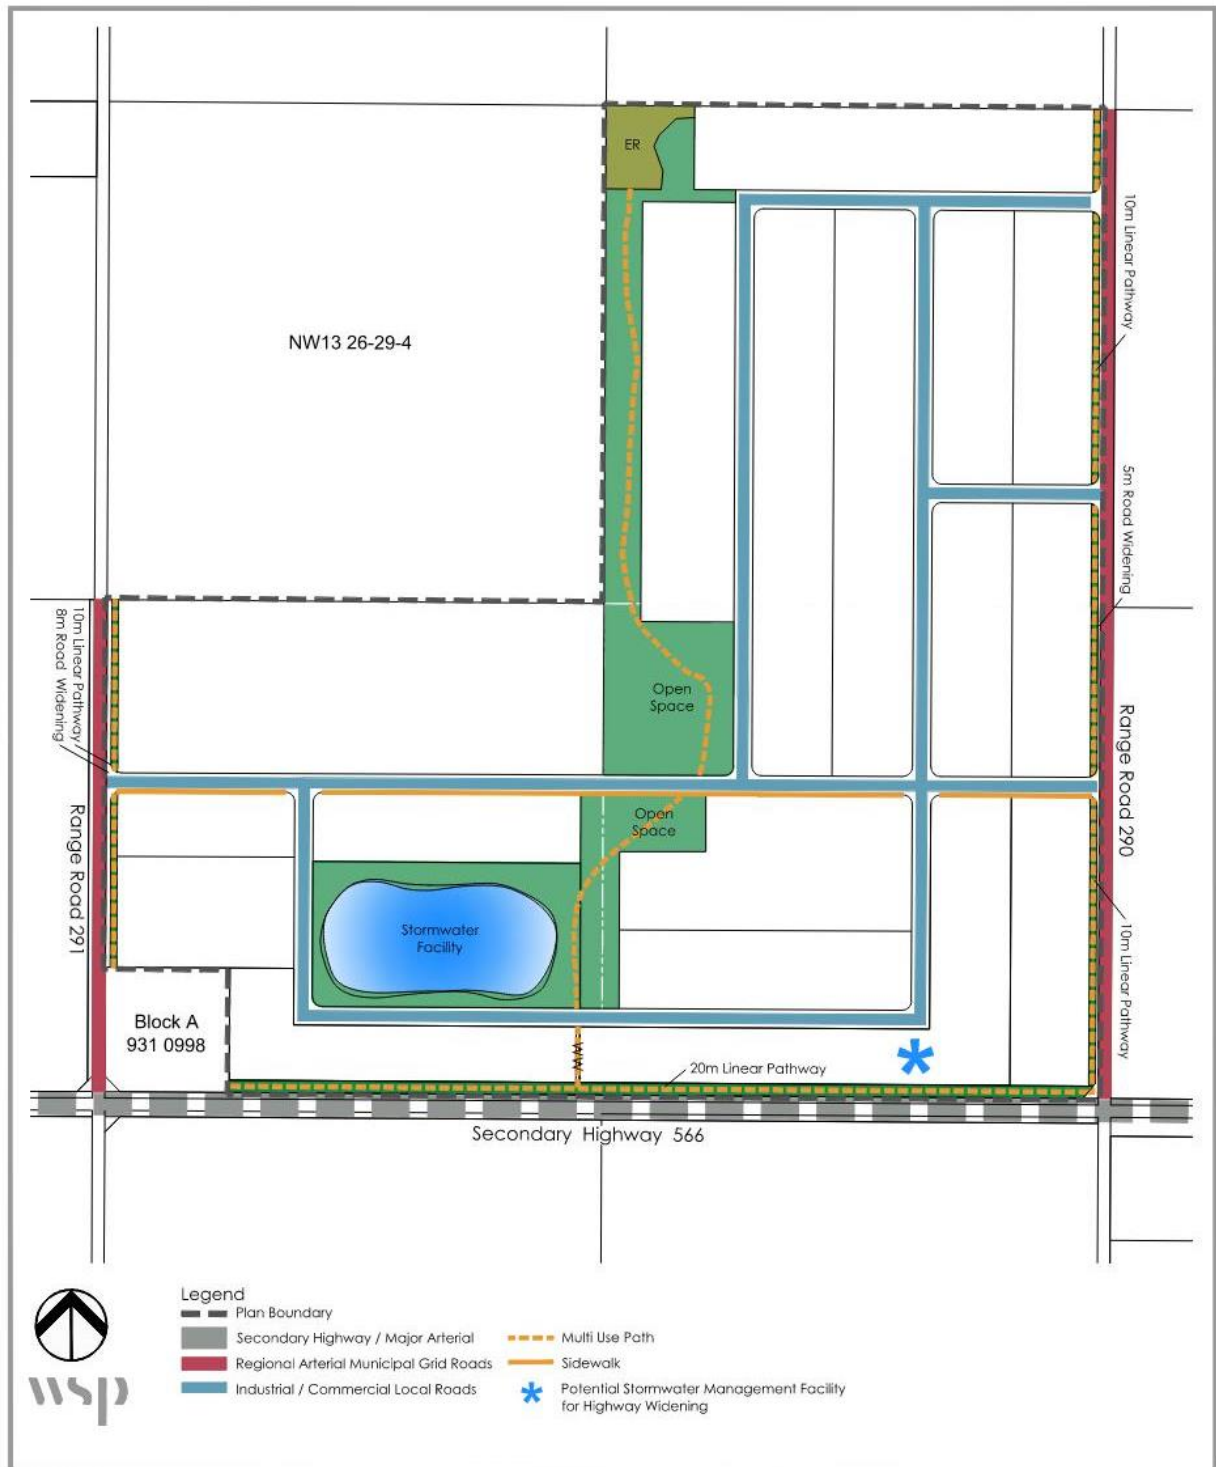 ER
10m Linear Pathway
NW13 26-29-4
5m Road Widening
10m Linear Pathway
8m Road Widening
Open
Space
Range Road 290
Range Road 291
Open
Space
Stormwater
Facility
10m Linear Pathway
Block A
931 0998
20m Linear Pathway
Secondary Highway 566
Legend
Plan Boundary
Secondary Highway / Major Arterial
Regional Arterial Municipal Grid Roads
Industrial / Commercial Local Roads
Multi Use Path
Sidewalk
Potential Stormwater Management Facility
for Highway Widening
wsp